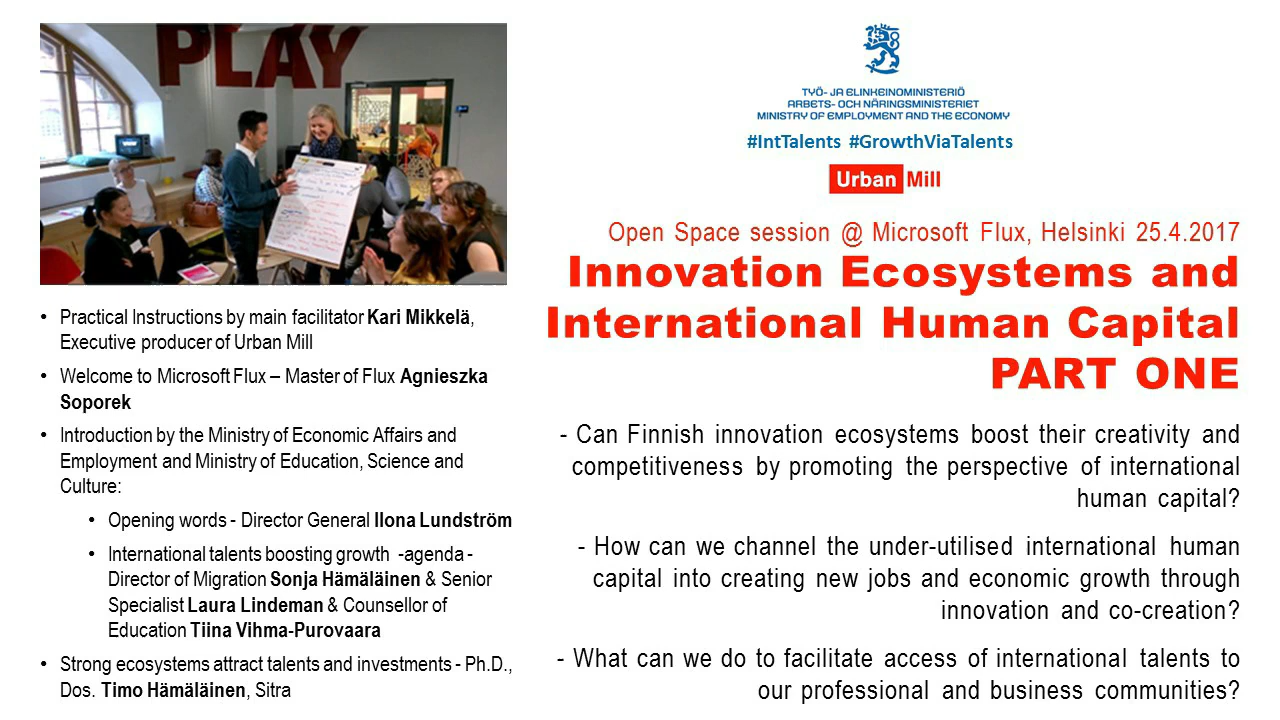 PLAY
• Practical Instructions by main facilitator Kari Mikkelä,
Executive producer of Urban Mill
• Welcome to Microsoft Flux – Master of Flux Agnieszka
Soporek
• Introduction by the Ministry of Economic Affairs and
Employment and Ministry of Education, Science and
Culture:
• Opening words - Director General Ilona Lundström
• International talents boosting growth -agenda -
Director of Migration Sonja Hämäläinen & Senior
Specialist Laura Lindeman & Counsellor of
Education Tiina Vihma-Purovaara
• Strong ecosystems attract talents and investments - Ph.D.,
Dos. Timo Hämäläinen, Sitra
TYÖ- JA ELINKEINOMINISTERIÖ
ARBETS- OCH NÄRINGSMINISTERIET
MINISTRY OF EMPLOYMENT AND THE ECONOMY
#IntTalents #GrowthViaTalents
Urban Mill
Open Space session @ Microsoft Flux, Helsinki 25.4.2017
Innovation Ecosystems and
International Human Capital
PART ONE
- Can Finnish innovation ecosystems boost their creativity and
competitiveness by promoting the perspective of international
human capital?
- How can we channel the under-utilised international human
capital into creating new jobs and economic growth through
innovation and co-creation?
- What can we do to facilitate access of international talents to
our professional and business communities?